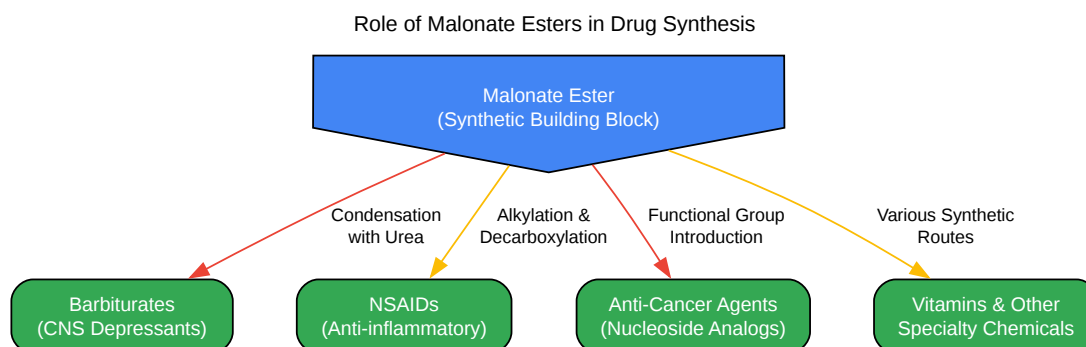 Role of Malonate Esters in Drug Synthesis
Malonate Ester
(Synthetic Building Block)
Condensation
with Urea
Alkylation &
Decarboxylation
Functional Group
Introduction
Various Synthetic
Routes
Barbiturates
(CNS Depressants)
NSAIDs
(Anti-inflammatory)
Anti-Cancer Agents
(Nucleoside Analogs)
Vitamins & Other
Specialty Chemicals